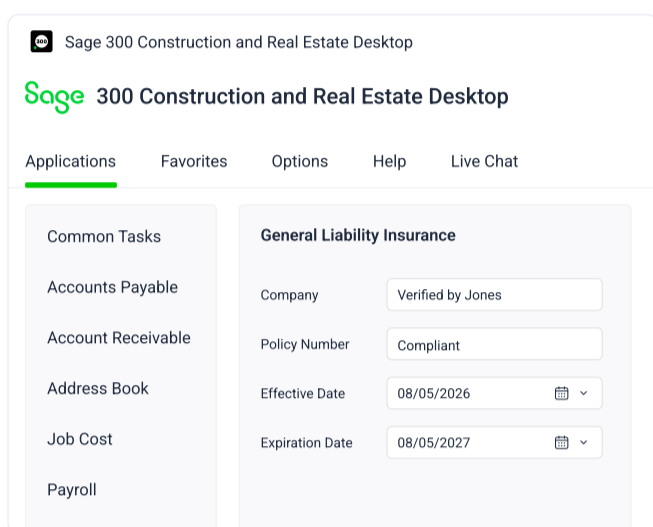 300 Sage 300 Construction and Real Estate Desktop
Sage 300 Construction and Real Estate Desktop
Applications Favorites Options Help Live Chat
Common Tasks
Accounts Payable
Account Receivable
Address Book
Job Cost
Payroll
General Liability Insurance
Company Verified by Jones
Policy Number Compliant
Effective Date 08/05/2026
Expiration Date 08/05/2027